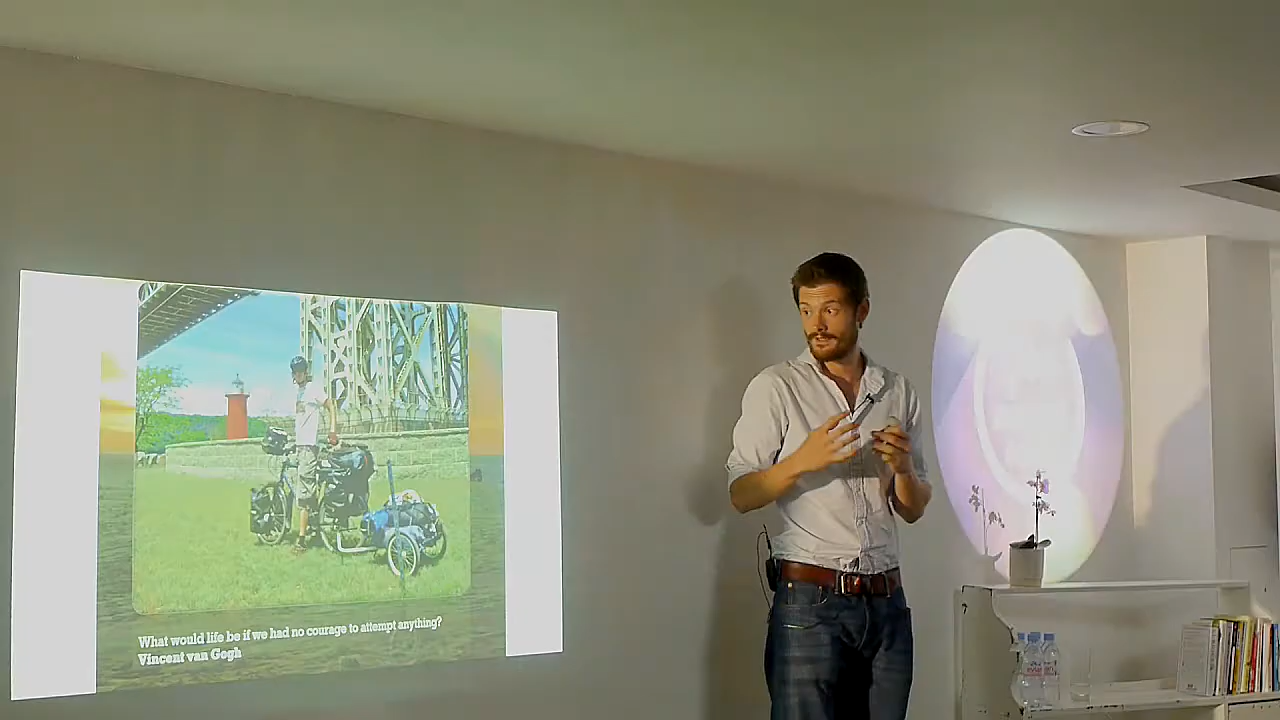 What would life be if we had no courage to attempt anything?
Vincent van Gogh